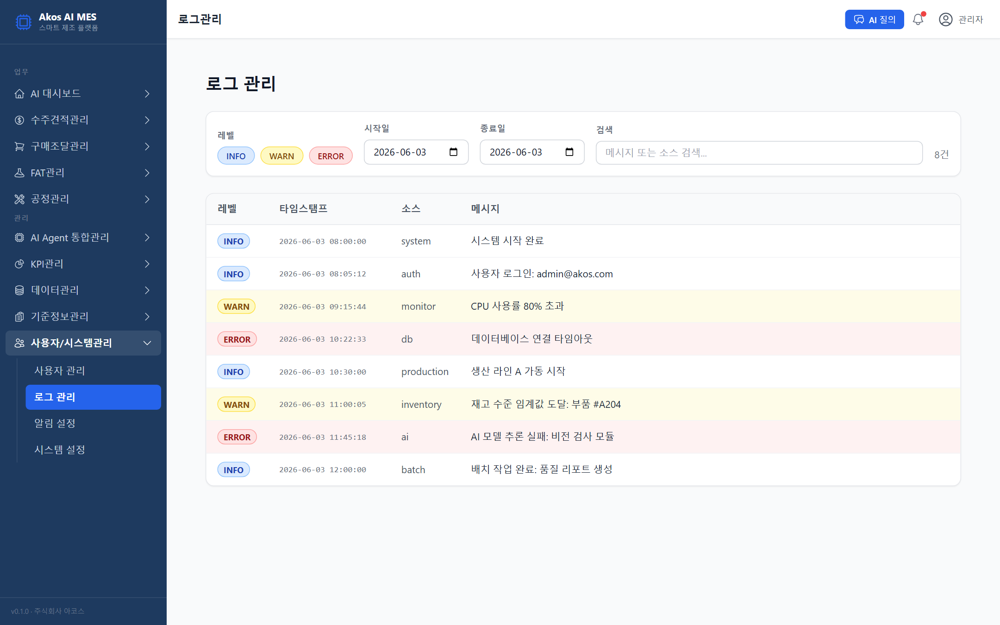 Akos AI MES
스마트 제조 플랫폼
업무
AI 대시보드
수주견적관리
구매조달관리
FAT관리
공정관리
관리
AI Agent 통합관리
KPI관리
데이터관리
기준정보관리
사용자/시스템관리
사용자 관리
로그 관리
알림 설정
시스템 설정
v0.1.0 · 주식회사 아코스
로그관리
AI 질의
관리자
로그 관리
레벨 시작일 종료일 검색
INFO WARN ERROR 2026-06-03 2026-06-03 메시지 또는 소스 검색... 8건
레벨 타임스탬프 소스 메시지
INFO 2026-06-03 08:00:00 system 시스템 시작 완료
INFO 2026-06-03 08:05:12 auth 사용자 로그인: admin@akos.com
WARN 2026-06-03 09:15:44 monitor CPU 사용률 80% 초과
ERROR 2026-06-03 10:22:33 db 데이터베이스 연결 타임아웃
INFO 2026-06-03 10:30:00 production 생산 라인 A 가동 시작
WARN 2026-06-03 11:00:05 inventory 재고 수준 임계값 도달: 부품 #A204
ERROR 2026-06-03 11:45:18 ai AI 모델 추론 실패: 비전 검사 모듈
INFO 2026-06-03 12:00:00 batch 배치 작업 완료: 품질 리포트 생성